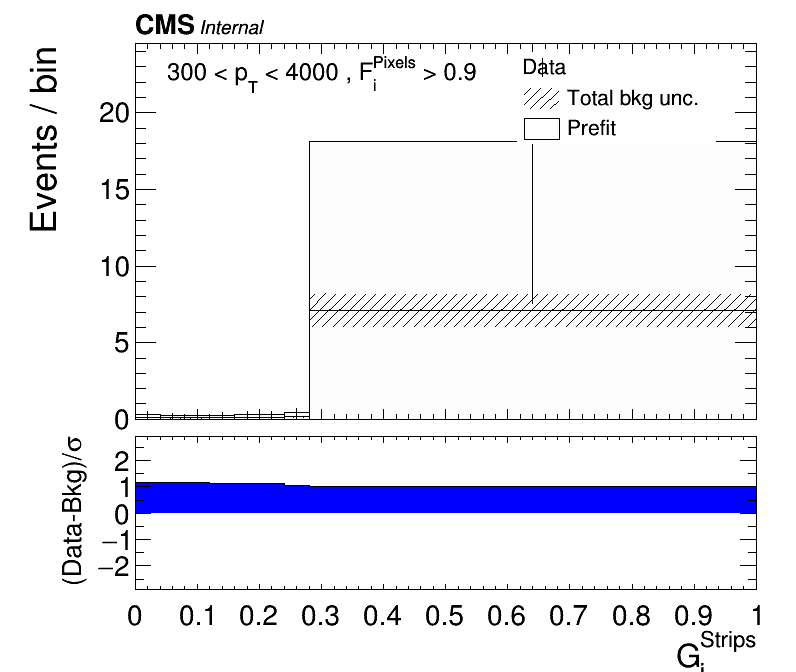 CMS Internal
300 < p_T < 4000 , F_i^Pixels > 0.9
Data
Total bkg unc.
Prefit
Events / bin
20
15
10
5
0
(Data-Bkg)/σ
2
1
0
−1
−2
0 0.1 0.2 0.3 0.4 0.5 0.6 0.7 0.8 0.9 1
G_i^Strips